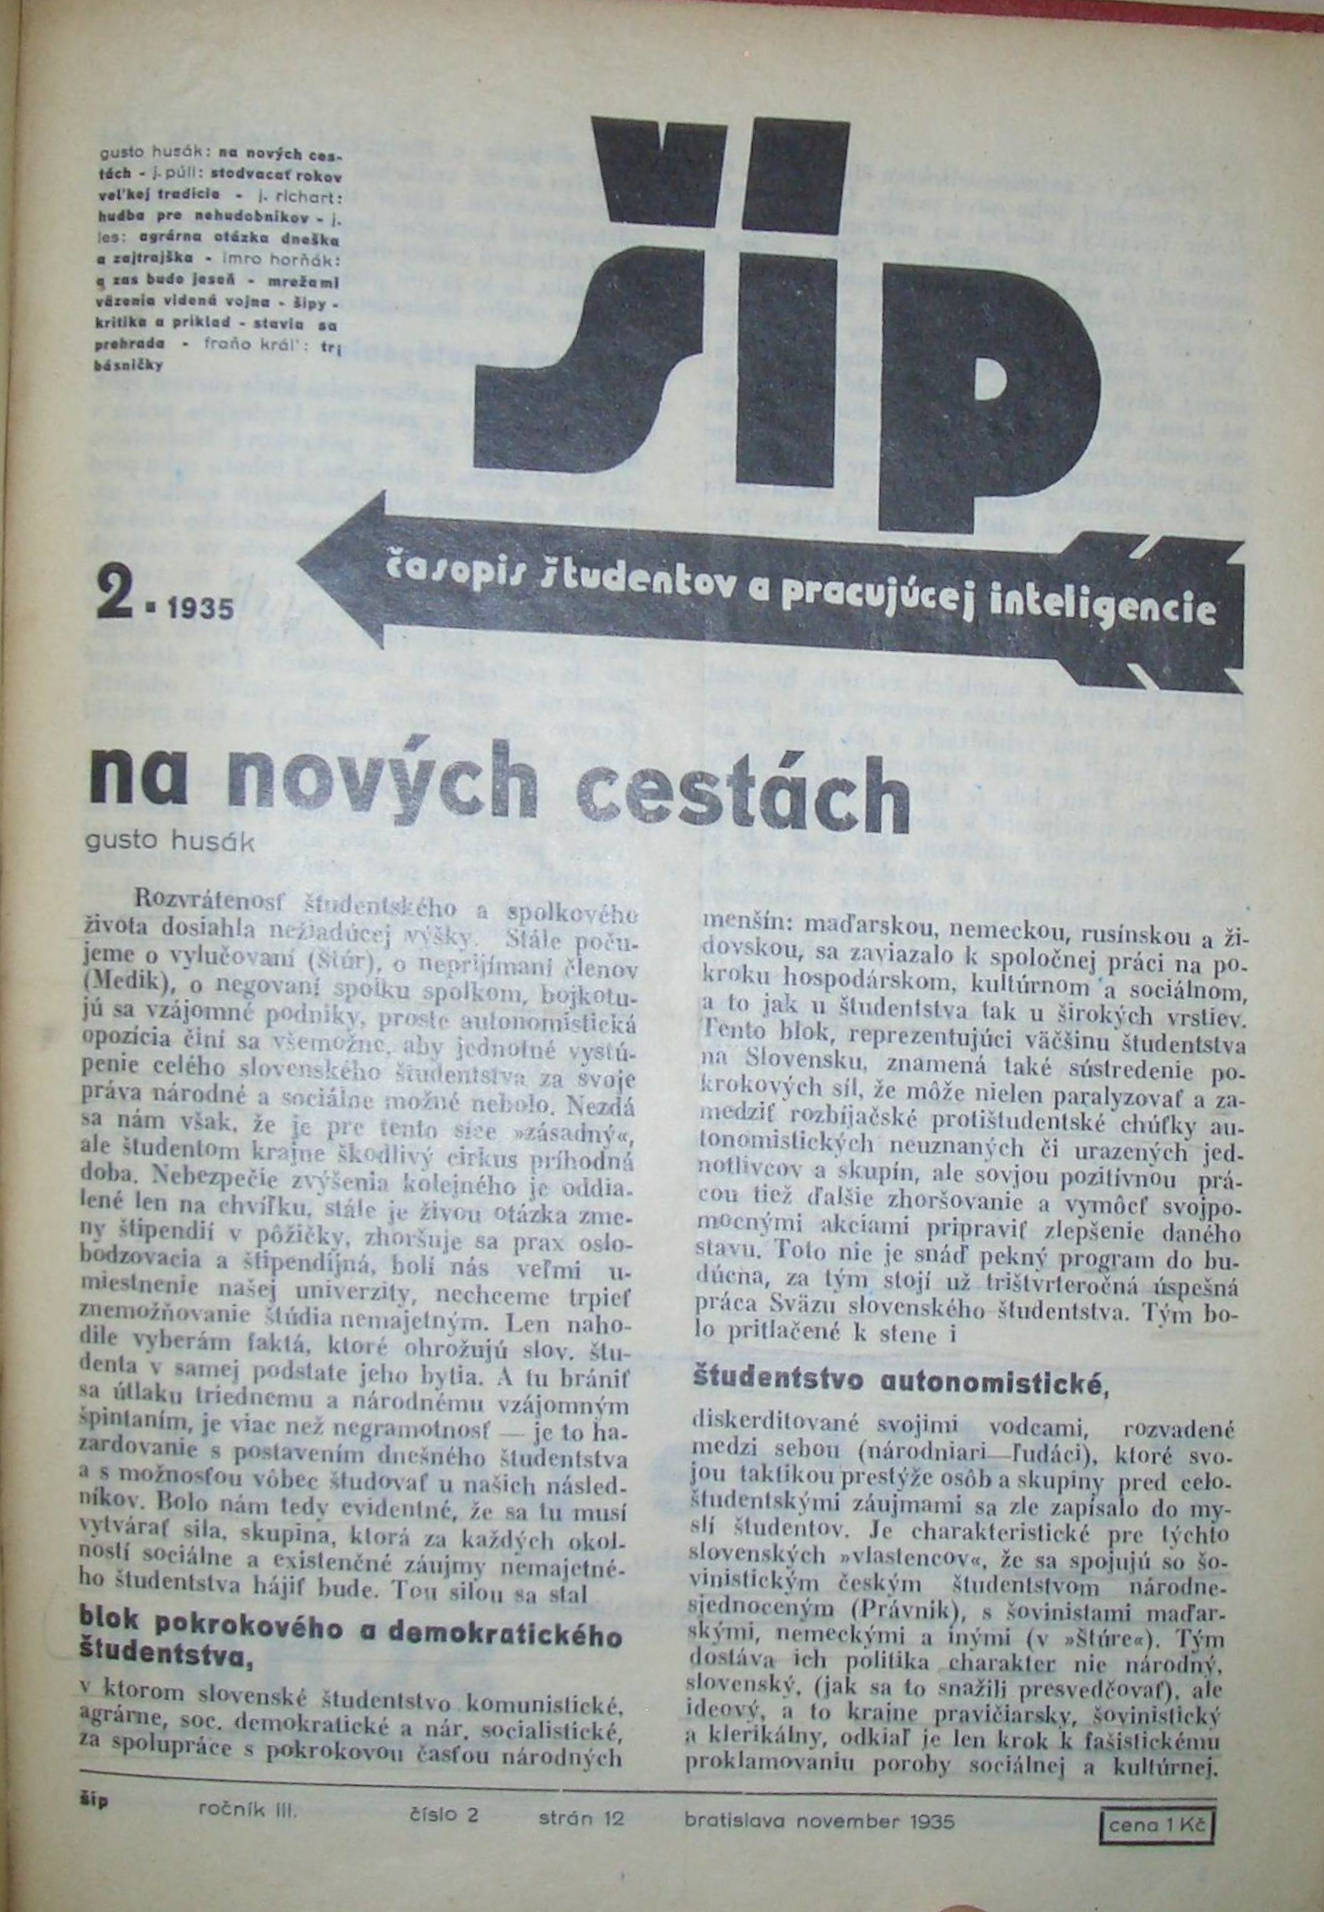 gusto husák: na nových ces-
tách - j. púll: stodvacať rokov
veľkej tradície - j. richart:
hudba pre nehudobníkov - j.
les: agrárna otázka dneška
a zajtrajška - imro horňák:
a zas bude jeseň - mrežami
väzenia videná vojna - šípy -
kritika a príklad - stavia sa
prehrada - fraňo kráľ: tri
básničky
šíp
časopis študentov a pracujúcej inteligencie
2. 1935
na nových cestách
gusto husák
Rozvrátenosť študentského a spolkového
života dosiahla nežiadúcej výšky. Stále poču-
jeme o vylučovaní (Štúr), o neprijímaní členov
(Medik), o negovaní spolku spolkom, bojkotu-
jú sa vzájomné podniky, proste autonomistická
opozícia činí sa všemožne, aby jednotné vystú-
penie celého slovenského študentstva za svoje
práva národné a sociálne možné nebolo. Nezdá
sa nám však, že je pre tento síce »zásadný«,
ale študentom krajne škodlivý cirkus príhodná
doba. Nebezpečie zvýšenia kolejného je oddia-
lené len na chvíľku, stále je živou otázka zme-
ny štipendií v pôžičky, zhoršuje sa prax oslo-
bodzovacia a štipendijná, bolí nás veľmi u-
miestnenie našej univerzity, nechceme trpieť
znemožňovanie štúdia nemajetným. Len naho-
dile vyberám faktá, ktoré ohrožujú slov. štu-
denta v samej podstate jeho bytia. A tu brániť
sa útlaku triednemu a národnému vzájomným
špintaním, je viac než negramotnosť — je to ha-
zardovanie s postavením dnešného študentstva
a s možnosťou vôbec študovať u našich násled-
níkov. Bolo nám tedy evidentné, že sa tu musí
vytvárať sila, skupina, ktorá za každých okol-
ností sociálne a existenčné záujmy nemajetné-
ho študentstva hájiť bude. Tou silou sa stal
blok pokrokového a demokratického
študentstva,
v ktorom slovenské študentstvo komunistické,
agrárne, soc. demokratické a nár. socialistické,
za spolupráce s pokrokovou časťou národných
menšín: maďarskou, nemeckou, rusínskou a ži-
dovskou, sa zaviazalo k spoločnej práci na po-
kroku hospodárskom, kultúrnom a sociálnom,
a to jak u študentstva tak u širokých vrstiev.
Tento blok, reprezentujúci väčšinu študentstva
na Slovensku, znamená také sústredenie po-
krokových síl, že môže nielen paralyzovať a za-
medziť rozbíjačské protištudentské chúťky au-
tonomistických neuznaných či urazených jed-
notlivcov a skupín, ale sovjou pozitívnou prá-
cou tiež ďalšie zhoršovanie a vymôcť svojpo-
mocnými akciami pripraviť zlepšenie daného
stavu. Toto nie je snáď pekný program do bu-
dúcna, za tým stojí už trištvrteročná úspešná
práca Sväzu slovenského študentstva. Tým bo-
lo pritlačené k stene i
študentstvo autonomistické,
diskerditované svojimi vodcami, rozvadené
medzi sebou (národniari—ľudáci), ktoré svo-
jou taktikou prestýže osôb a skupiny pred celo-
študentskými záujmami sa zle zapísalo do my-
slí študentov. Je charakteristické pre týchto
slovenských »vlastencov«, že sa spojujú so šo-
vinistickým českým študentstvom národne-
sjednoceným (Právnik), s šovinistami maďar-
skými, nemeckými a inými (v »Štúre«). Tým
dostáva ich politika charakter nie národný,
slovenský, (jak sa to snažili presvedčovať), ale
ideový, a to krajne pravičiarsky, šovinistický
a klerikálny, odkiaľ je len krok k fašistickému
proklamovaniu poroby sociálnej a kultúrnej.
šíp ročník III. číslo 2 strán 12 bratislava november 1935 cena 1 Kč